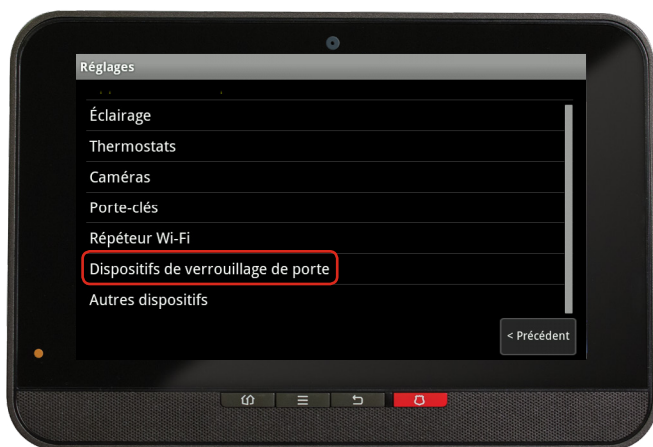 Réglages
Éclairage
Thermostats
Caméras
Porte-clés
Répéteur Wi-Fi
Dispositifs de verrouillage de porte
Autres dispositifs
< Précédent